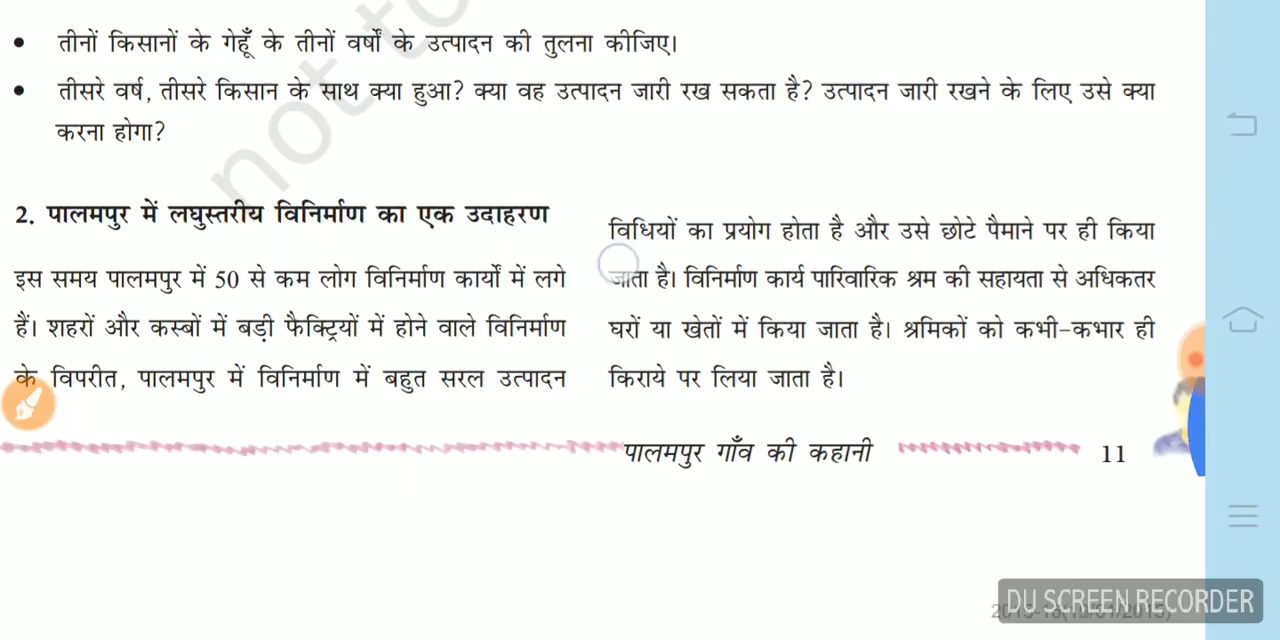 • तीनों किसानों के गेहूँ के तीनों वर्षों के उत्पादन की तुलना कीजिए।
• तीसरे वर्ष, तीसरे किसान के साथ क्या हुआ? क्या वह उत्पादन जारी रख सकता है? उत्पादन जारी रखने के लिए उसे क्या
करना होगा?
not to
2. पालमपुर में लघुस्तरीय विनिर्माण का एक उदाहरण
इस समय पालमपुर में 50 से कम लोग विनिर्माण कार्यों में लगे
हैं। शहरों और कस्बों में बड़ी फैक्ट्रियों में होने वाले विनिर्माण
के विपरीत, पालमपुर में विनिर्माण में बहुत सरल उत्पादन
विधियों का प्रयोग होता है और उसे छोटे पैमाने पर ही किया
जाता है। विनिर्माण कार्य पारिवारिक श्रम की सहायता से अधिकतर
घरों या खेतों में किया जाता है। श्रमिकों को कभी-कभार ही
किराये पर लिया जाता है।
पालमपुर गाँव की कहानी 11
DU SCREEN RECORDER